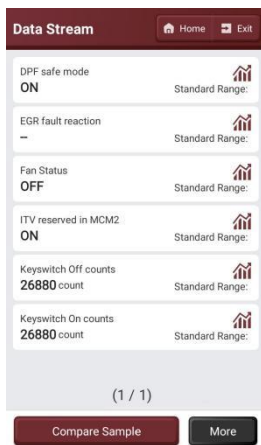 Data Stream Home Exit
DPF safe mode
ON Standard Range:
EGR fault reaction
– Standard Range:
Fan Status
OFF Standard Range:
ITV reserved in MCM2
ON Standard Range:
Keyswitch Off counts
26880 count Standard Range:
Keyswitch On counts
26880 count Standard Range:
(1 / 1)
Compare Sample More